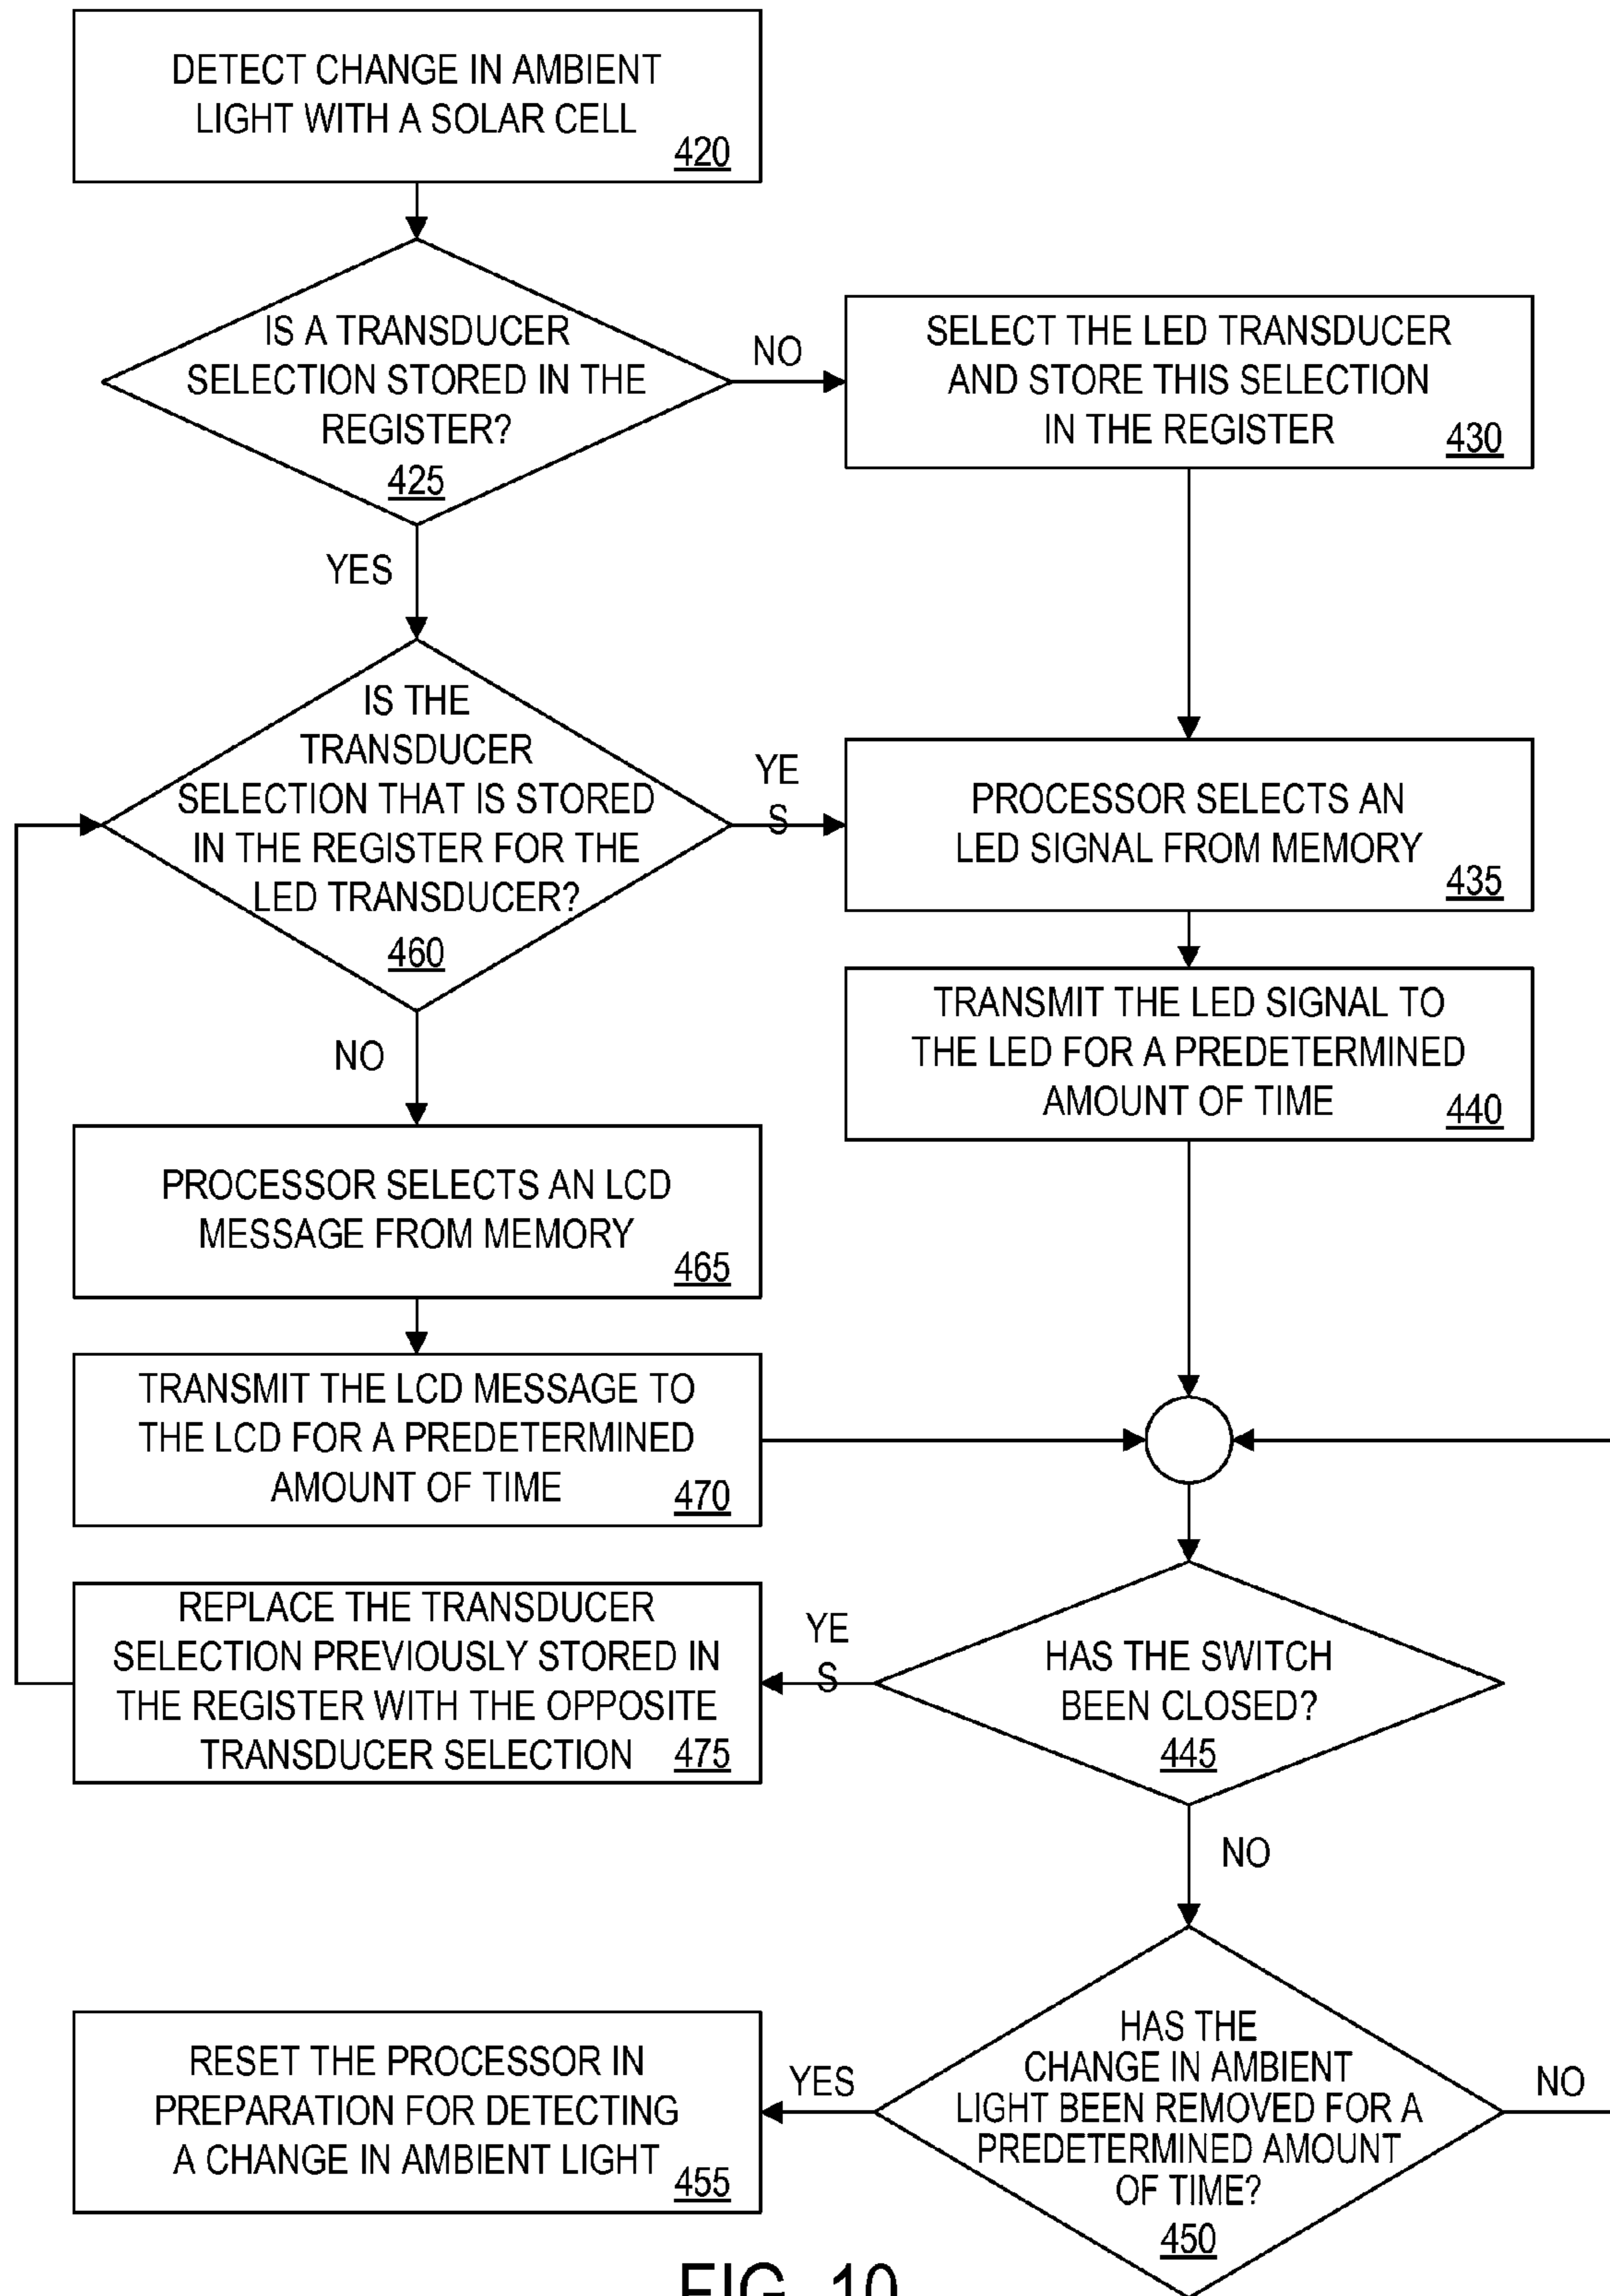 DETECT CHANGE IN AMBIENT
LIGHT WITH A SOLAR CELL
420
IS A TRANSDUCER
SELECTION STORED IN THE
REGISTER?
425
NO
SELECT THE LED TRANSDUCER
AND STORE THIS SELECTION
IN THE REGISTER
430
YES
IS THE
TRANSDUCER
SELECTION THAT IS STORED
IN THE REGISTER FOR THE
LED TRANSDUCER?
460
YE
S
PROCESSOR SELECTS AN
LED SIGNAL FROM MEMORY
435
TRANSMIT THE LED SIGNAL TO
THE LED FOR A PREDETERMINED
AMOUNT OF TIME
440
NO
PROCESSOR SELECTS AN LCD
MESSAGE FROM MEMORY
465
TRANSMIT THE LCD MESSAGE TO
THE LCD FOR A PREDETERMINED
AMOUNT OF TIME
470
REPLACE THE TRANSDUCER
SELECTION PREVIOUSLY STORED IN
THE REGISTER WITH THE OPPOSITE
TRANSDUCER SELECTION
475
YE
S
HAS THE SWITCH
BEEN CLOSED?
445
NO
RESET THE PROCESSOR IN
PREPARATION FOR DETECTING
A CHANGE IN AMBIENT LIGHT
455
YES
HAS THE
CHANGE IN AMBIENT
LIGHT BEEN REMOVED FOR A
PREDETERMINED AMOUNT
OF TIME?
450
NO
FIG. 10